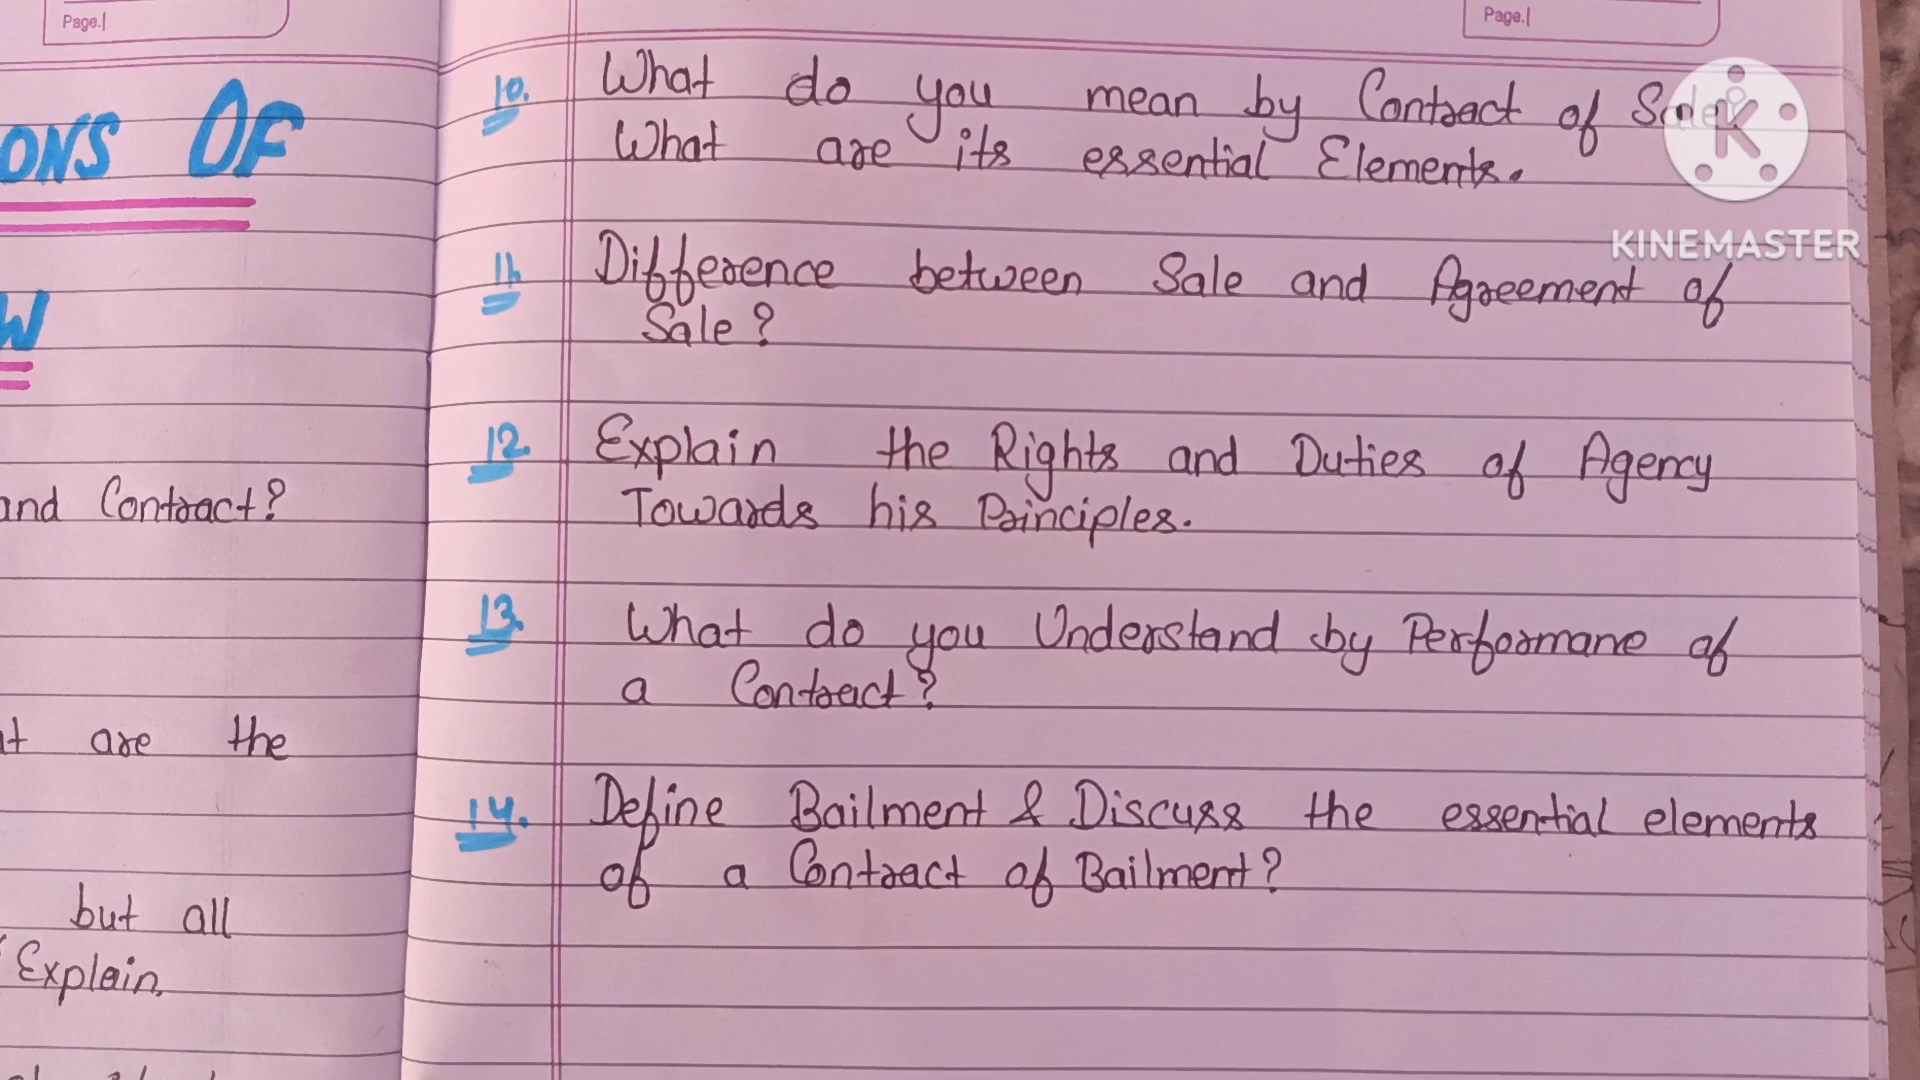 Page.
ONS OF
W
and Contract?
are the
but all
Explain
Page.
10. What do you mean by Contract of Sale?
What are its essential Elements.
11. Difference between Sale and Agreement of
Sale?
12. Explain the Rights and Duties of Agency
Towards his Principles.
13. What do you Understand by Performane of
a Contract?
14. Define Bailment & Discuss the essential elements
of a Contract of Bailment?
KINEMASTER